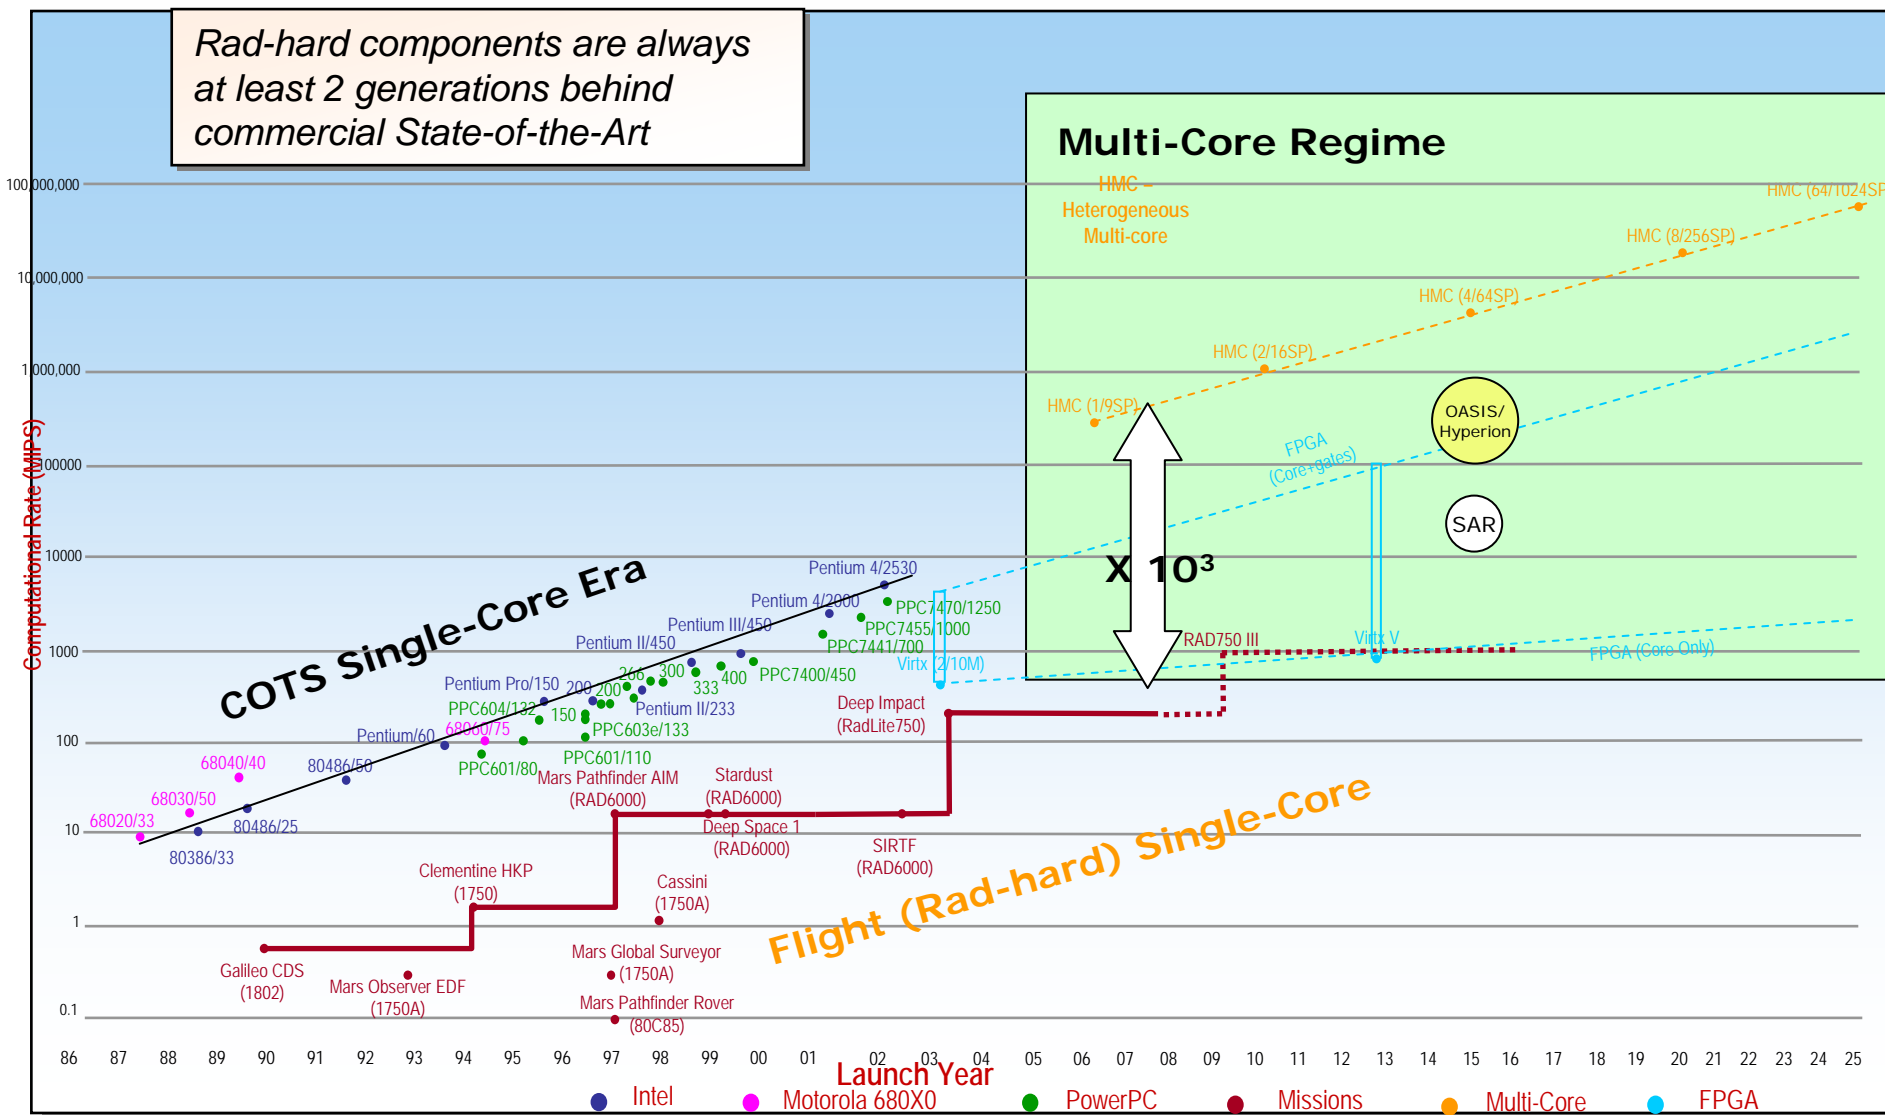 Rad-hard components are always
at least 2 generations behind
commercial State-of-the-Art
Multi-Core Regime
HMC –
Heterogeneous
Multi-core
HMC (64/1024SP
HMC (8/256SP)
HMC (4/64SP)
HMC (2/16SP)
HMC (1/9SP)
OASIS/
Hyperion
SAR
FPGA
(Core+gates)
X 10³
RAD750 III
Virtx V
FPGA (Core Only)
Computational Rate (MIPS)
100,000,000
10,000,000
1,000,000
100000
10000
1000
100
10
1
0.1
COTS Single-Core Era
Pentium 4/2530
Pentium 4/2000
PPC7470/1250
PPC7455/1000
PPC7441/700
Pentium III/450
Pentium II/450
Virtx (2/10M)
PPC7400/450
400
333
300
266
200
200
Pentium Pro/150
Pentium II/233
PPC604/132
150
68060/75
PPC603e/133
Pentium/60
PPC601/110
PPC601/80
68040/40
80486/50
68030/50
68020/33
80486/25
80386/33
Deep Impact
(RadLite750)
Mars Pathfinder AIM
(RAD6000)
Stardust
(RAD6000)
Deep Space 1
(RAD6000)
SIRTF
(RAD6000)
Clementine HKP
(1750)
Cassini
(1750A)
Flight (Rad-hard) Single-Core
Galileo CDS
(1802)
Mars Observer EDF
(1750A)
Mars Global Surveyor
(1750A)
Mars Pathfinder Rover
(80C85)
86 87 88 89 90 91 92 93 94 95 96 97 98 99 00 01 02 03 04 05 06 07 08 09 10 11 12 13 14 15 16 17 18 19 20 21 22 23 24 25
Launch Year
Intel Motorola 680X0 PowerPC Missions Multi-Core FPGA